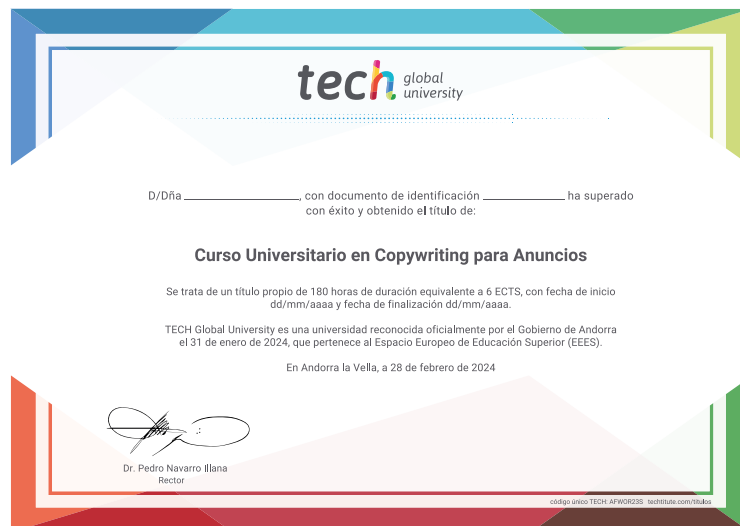 tech global university
D/Dña ____________________, con documento de identificación ______________ ha superado
con éxito y obtenido el título de:
Curso Universitario en Copywriting para Anuncios
Se trata de un título propio de 180 horas de duración equivalente a 6 ECTS, con fecha de inicio
dd/mm/aaaa y fecha de finalización dd/mm/aaaa.
TECH Global University es una universidad reconocida oficialmente por el Gobierno de Andorra
el 31 de enero de 2024, que pertenece al Espacio Europeo de Educación Superior (EEES).
En Andorra la Vella, a 28 de febrero de 2024
Dr. Pedro Navarro Illana
Rector
código único TECH: AFWOR23S techtitute.com/titulos